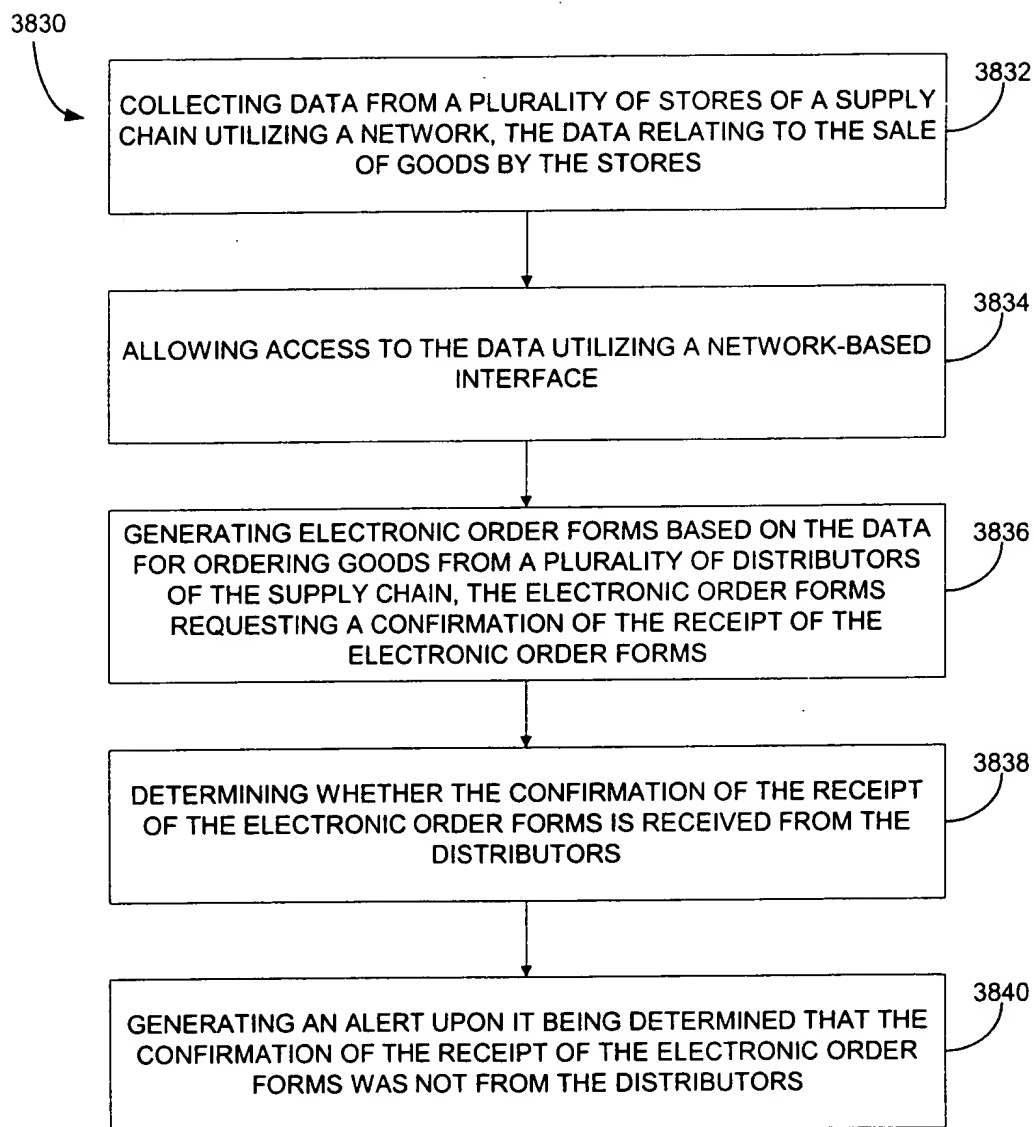 3830
3832
COLLECTING DATA FROM A PLURALITY OF STORES OF A SUPPLY
CHAIN UTILIZING A NETWORK, THE DATA RELATING TO THE SALE
OF GOODS BY THE STORES
3834
ALLOWING ACCESS TO THE DATA UTILIZING A NETWORK-BASED
INTERFACE
3836
GENERATING ELECTRONIC ORDER FORMS BASED ON THE DATA
FOR ORDERING GOODS FROM A PLURALITY OF DISTRIBUTORS
OF THE SUPPLY CHAIN, THE ELECTRONIC ORDER FORMS
REQUESTING A CONFIRMATION OF THE RECEIPT OF THE
ELECTRONIC ORDER FORMS
3838
DETERMINING WHETHER THE CONFIRMATION OF THE RECEIPT
OF THE ELECTRONIC ORDER FORMS IS RECEIVED FROM THE
DISTRIBUTORS
3840
GENERATING AN ALERT UPON IT BEING DETERMINED THAT THE
CONFIRMATION OF THE RECEIPT OF THE ELECTRONIC ORDER
FORMS WAS NOT FROM THE DISTRIBUTORS